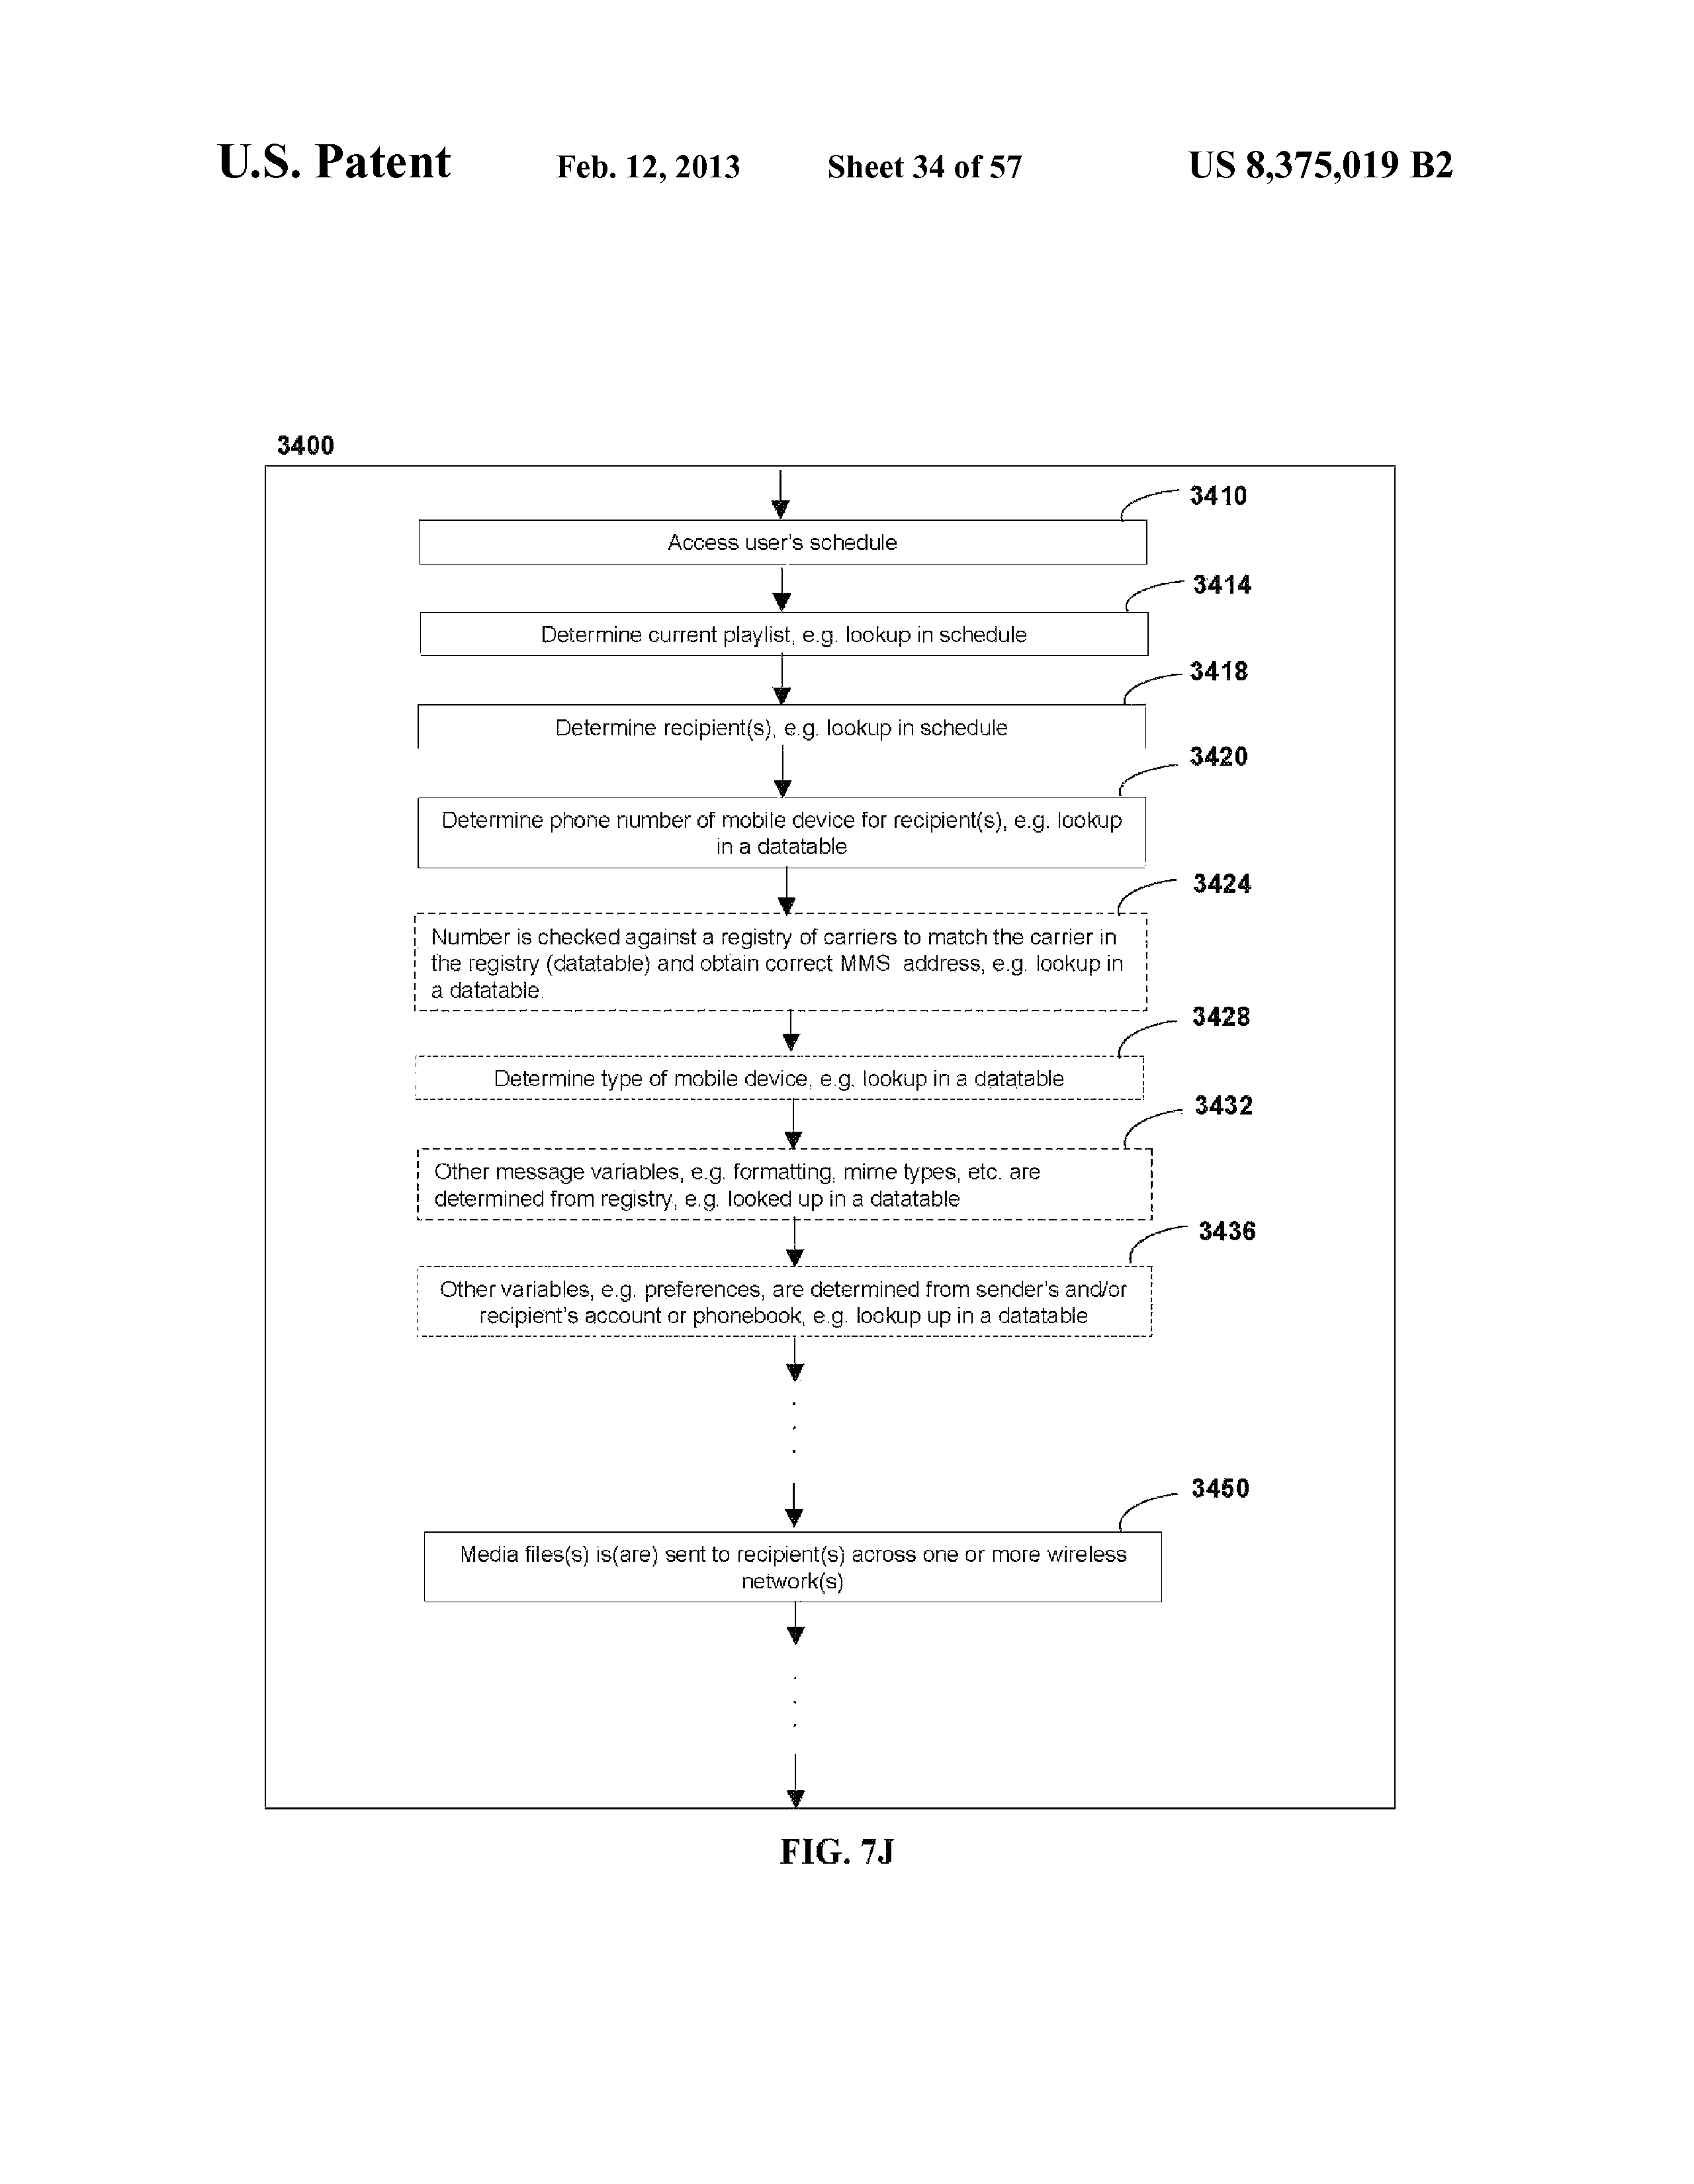 U.S. Patent Feb. 12, 2013 Sheet 34 of 57 US 8,375,019 B2
3400
3410
Access user's schedule
3414
Determine current playlist, e.g. lookup in schedule
3418
Determine recipient(s), e.g. lookup in schedule
3420
Determine phone number of mobile device for recipient(s), e.g. lookup
in a datatable
3424
Number is checked against a registry of carriers to match the carrier in
the registry (datatable) and obtain correct MMS address, e.g. lookup in
a datatable.
3428
Determine type of mobile device, e.g. lookup in a datatable
3432
Other message variables, e.g. formatting, mime types, etc. are
determined from registry, e.g. looked up in a datatable
3436
Other variables, e.g. preferences, are determined from sender's and/or
recipient's account or phonebook, e.g. lookup up in a datatable
3450
Media files(s) is(are) sent to recipient(s) across one or more wireless
network(s)
FIG. 7J